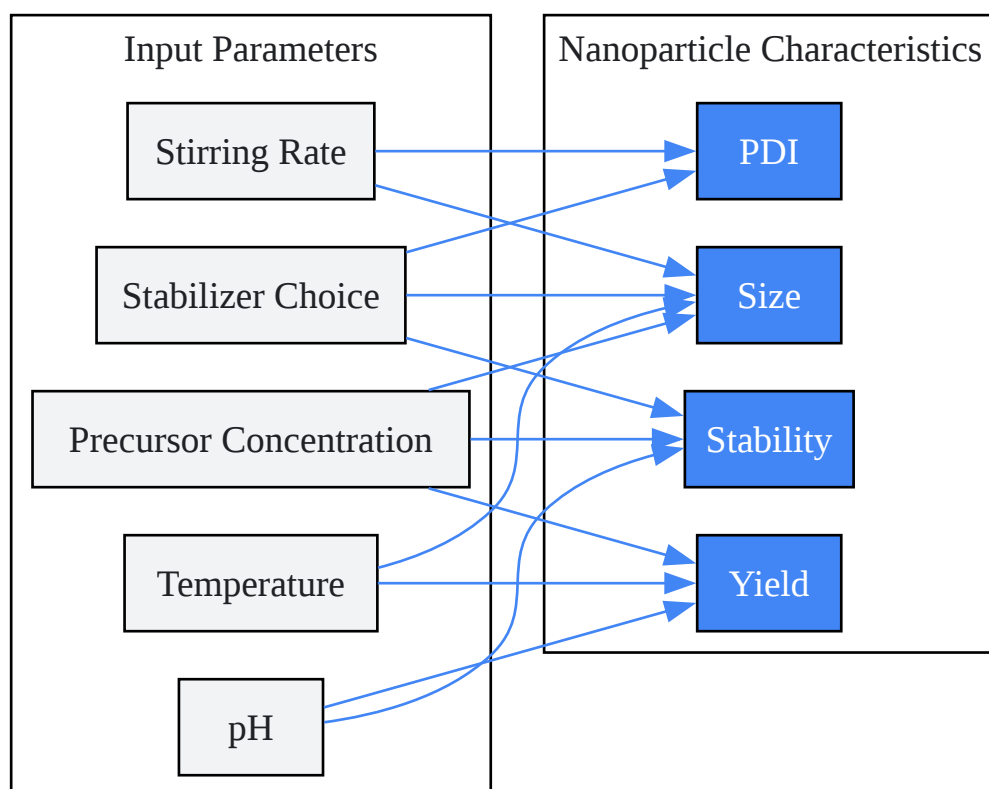 Input Parameters
Stirring Rate
Stabilizer Choice
Precursor Concentration
Temperature
pH
Nanoparticle Characteristics
PDI
Size
Stability
Yield